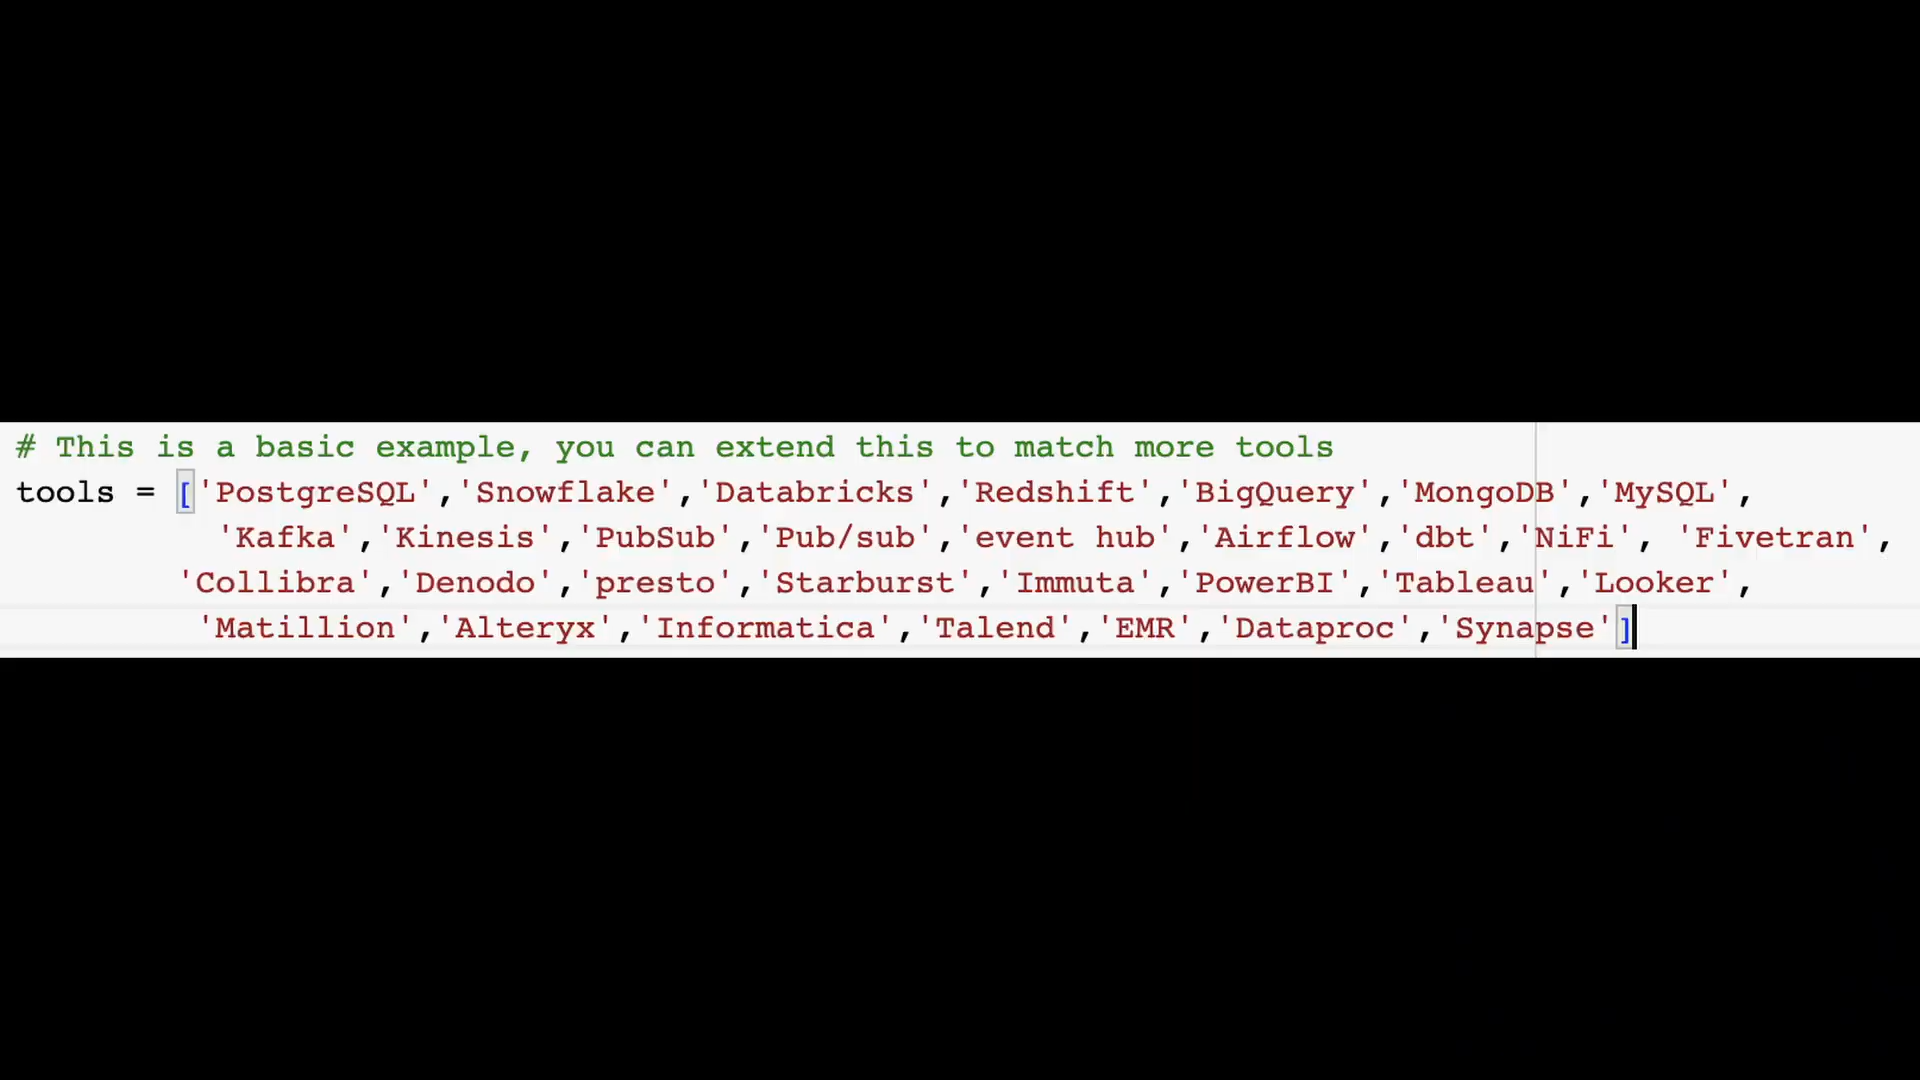 # This is a basic example, you can extend this to match more tools
tools = ['PostgreSQL','Snowflake','Databricks','Redshift','BigQuery','MongoDB','MySQL',
'Kafka','Kinesis','PubSub','Pub/sub','event hub','Airflow','dbt','NiFi', 'Fivetran',
'Collibra','Denodo','presto','Starburst','Immuta','PowerBI','Tableau','Looker',
'Matillion','Alteryx','Informatica','Talend','EMR','Dataproc','Synapse']